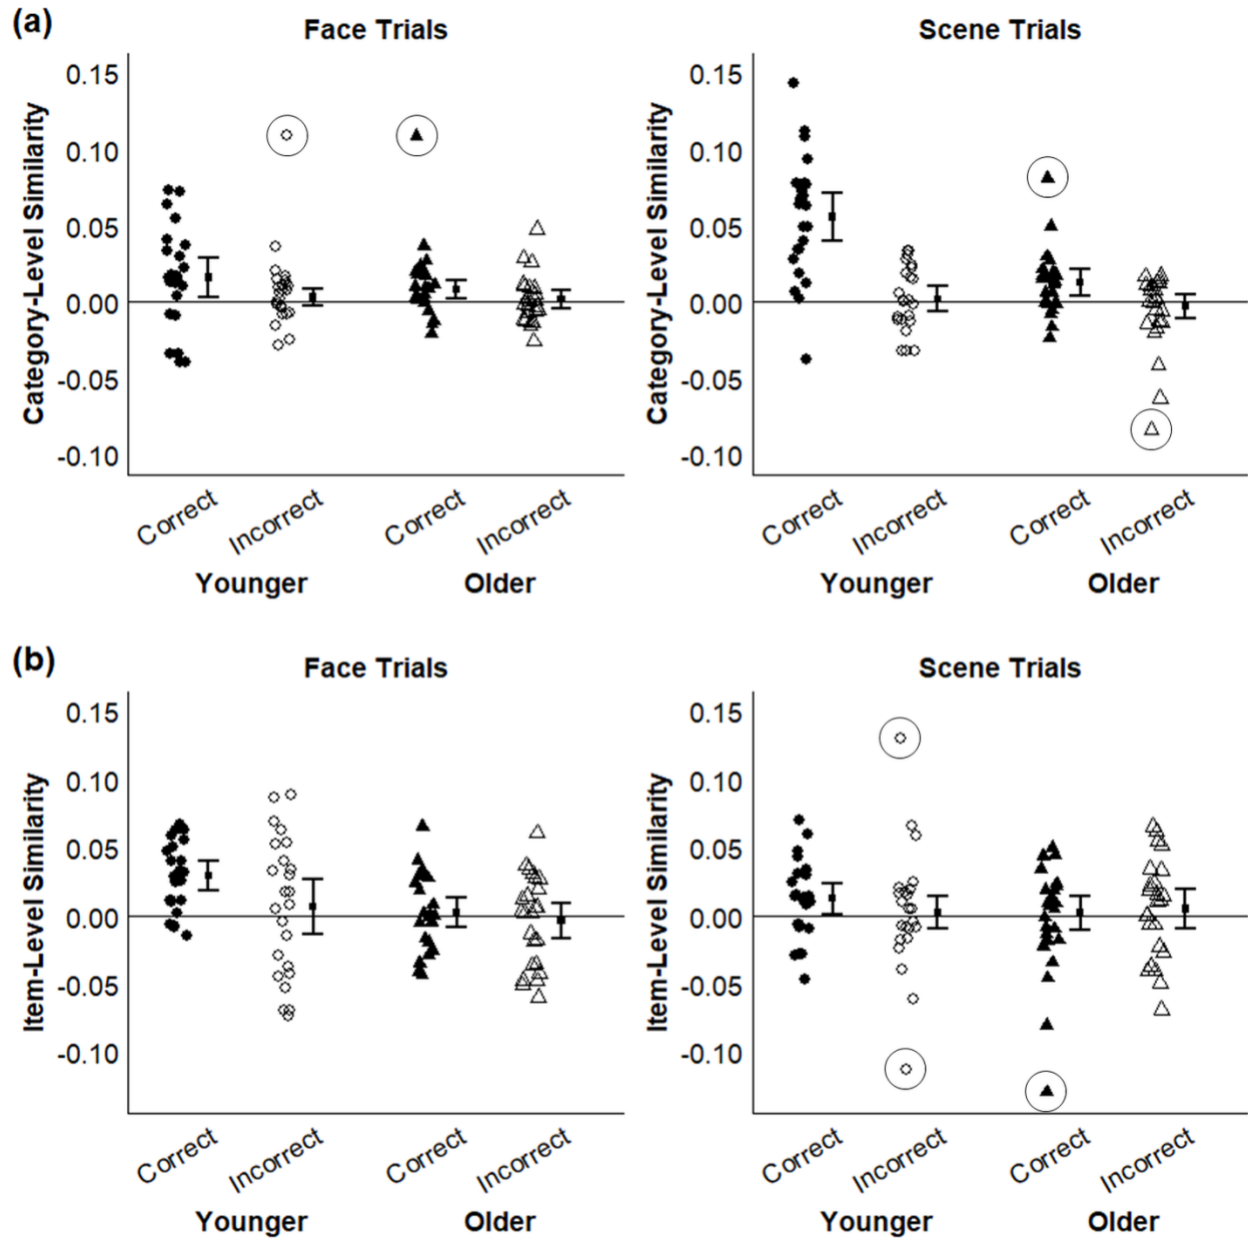 (a)
Face Trials
Scene Trials
Category-Level Similarity
0.15
0.10
0.05
0.00
-0.05
-0.10
Correct
Incorrect
Correct
Incorrect
Younger
Older
Category-Level Similarity
0.15
0.10
0.05
0.00
-0.05
-0.10
Correct
Incorrect
Correct
Incorrect
Younger
Older
(b)
Face Trials
Scene Trials
Item-Level Similarity
0.15
0.10
0.05
0.00
-0.05
-0.10
Correct
Incorrect
Correct
Incorrect
Younger
Older
Item-Level Similarity
0.15
0.10
0.05
0.00
-0.05
-0.10
Correct
Incorrect
Correct
Incorrect
Younger
Older